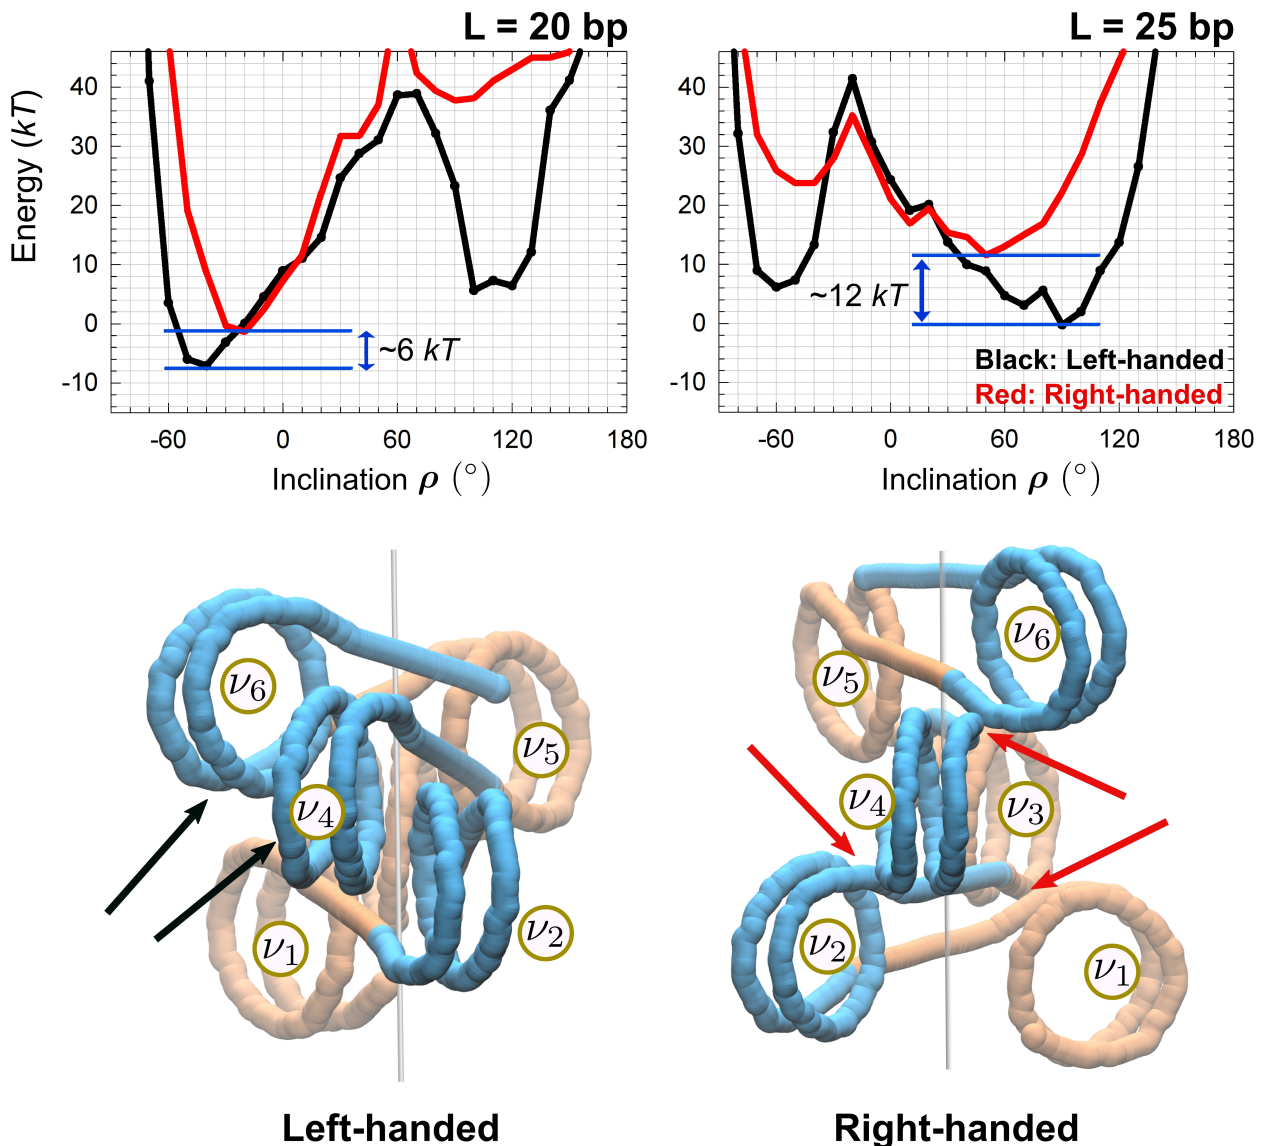 L = 20 bp
L = 25 bp
Energy (kT)
40
30
20
10
0
-10
~6 kT
-60 0 60 120 180
Inclination ρ (°)
~12 kT
Black: Left-handed
Red: Right-handed
-60 0 60 120 180
Inclination ρ (°)
40
30
20
10
0
-10
ν6
ν5
ν4
ν2
ν1
ν6
ν5
ν4
ν3
ν2
ν1
Left-handed
Right-handed